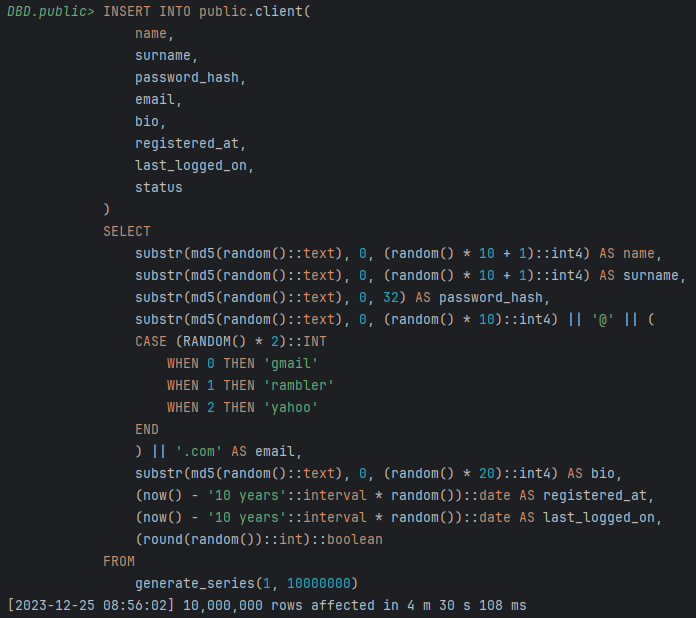 DBD.public> INSERT INTO public.client(
name,
surname,
password_hash,
email,
bio,
registered_at,
last_logged_on,
status
)
SELECT
substr(md5(random()::text), 0, (random() * 10 + 1)::int4) AS name,
substr(md5(random()::text), 0, (random() * 10 + 1)::int4) AS surname,
substr(md5(random()::text), 0, 32) AS password_hash,
substr(md5(random()::text), 0, (random() * 10)::int4) || '@' || (
CASE (RANDOM() * 2)::INT
WHEN 0 THEN 'gmail'
WHEN 1 THEN 'rambler'
WHEN 2 THEN 'yahoo'
END
) || '.com' AS email,
substr(md5(random()::text), 0, (random() * 20)::int4) AS bio,
(now() - '10 years'::interval * random())::date AS registered_at,
(now() - '10 years'::interval * random())::date AS last_logged_on,
(round(random())::int)::boolean
FROM
generate_series(1, 10000000)
[2023-12-25 08:56:02] 10,000,000 rows affected in 4 m 30 s 108 ms